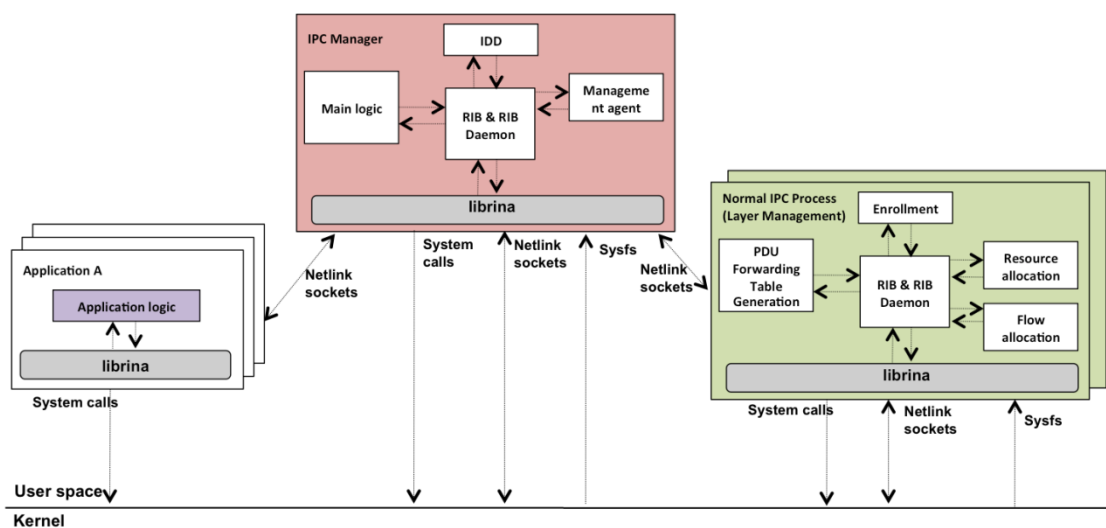 IPC Manager
IDD
Main logic
RIB & RIB
Daemon
Manageme
nt agent
librina
Normal IPC Process
(Layer Management)
Enrollment
PDU
Forwarding
Table
Generation
RIB & RIB
Daemon
Resource
allocation
Flow
allocation
librina
Application A
Application logic
librina
Netlink
sockets
System
calls
Netlink
sockets
Sysfs
Netlink
sockets
System calls
System calls
Netlink
sockets
Sysfs
User space
Kernel